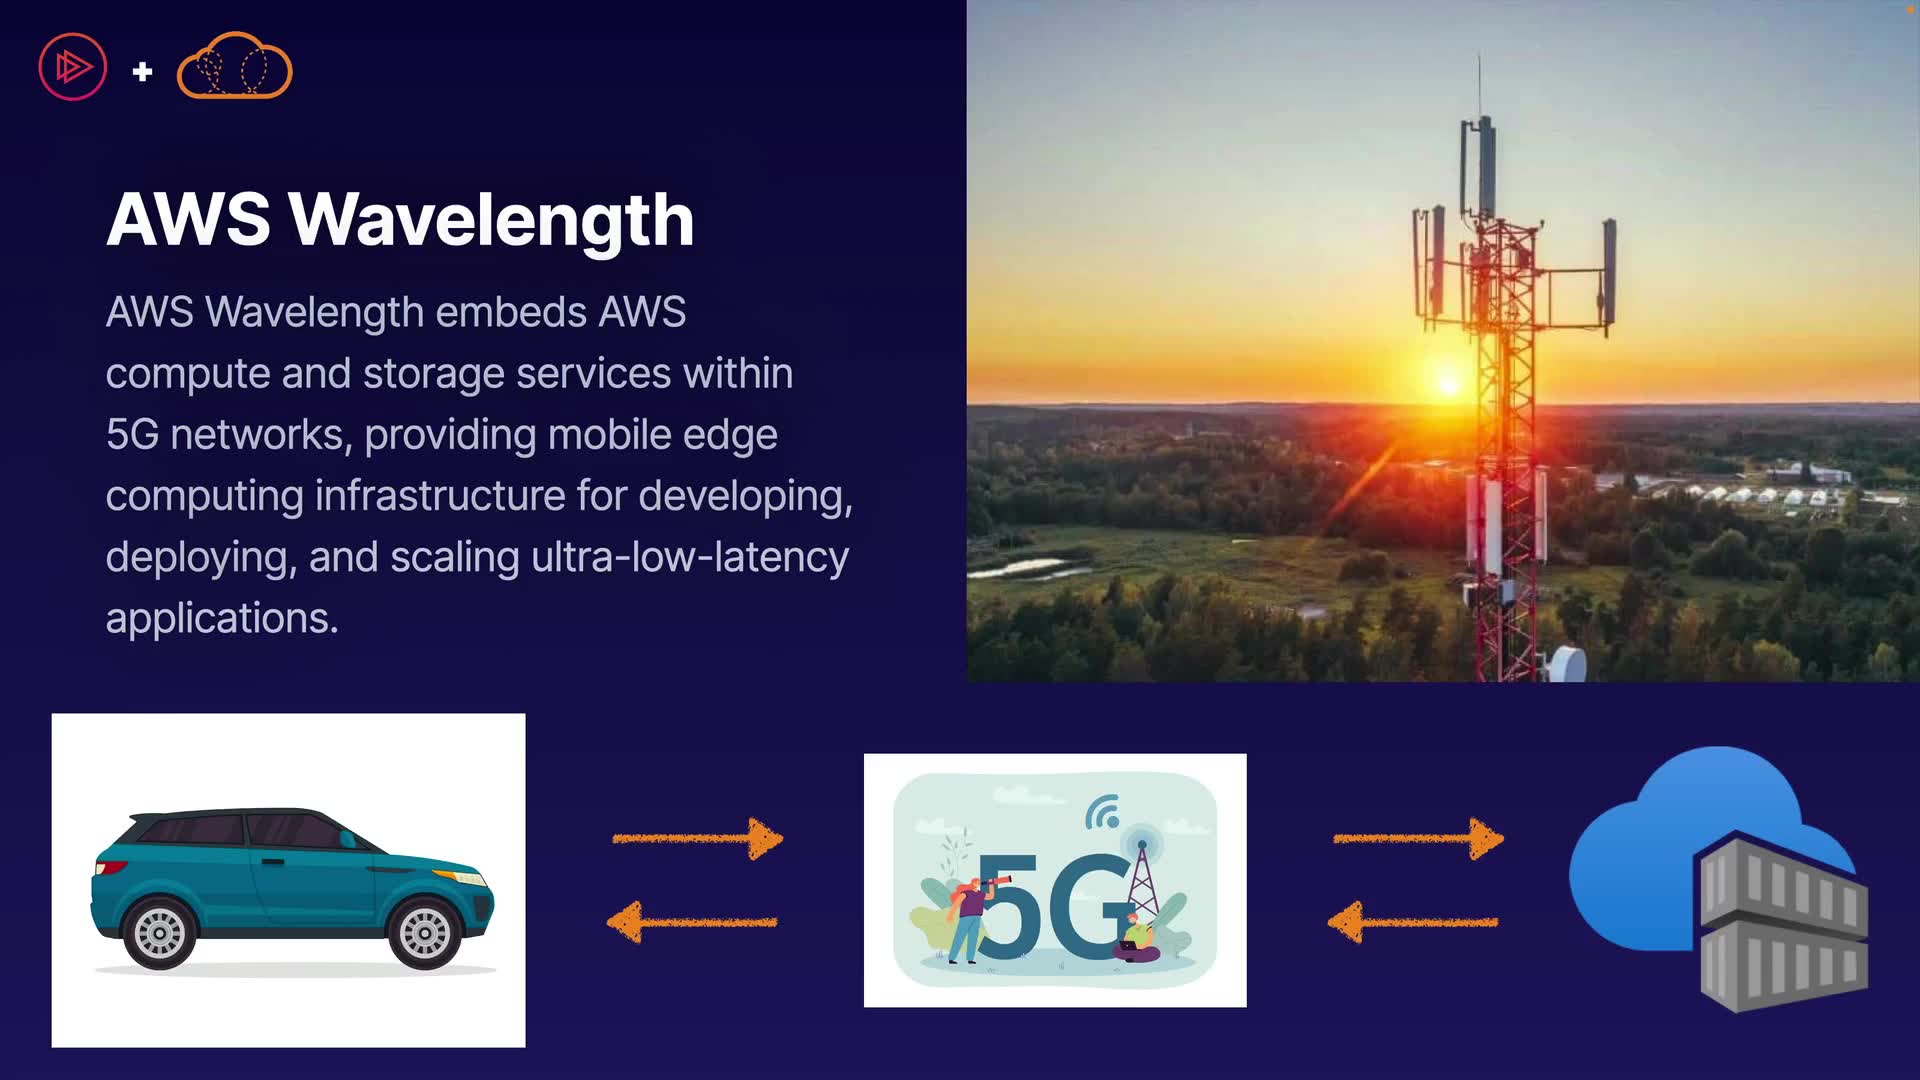 AWS Wavelength
AWS Wavelength embeds AWS
compute and storage services within
5G networks, providing mobile edge
computing infrastructure for developing,
deploying, and scaling ultra-low-latency
applications.
5G